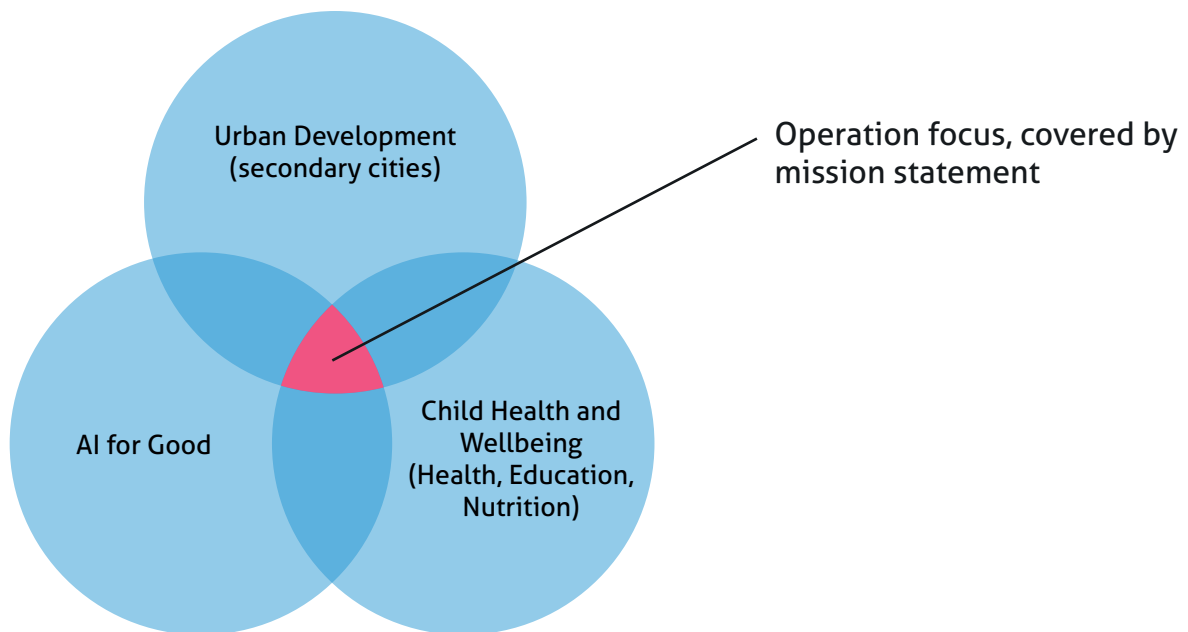 Urban Development
(secondary cities)
Operation focus, covered by
mission statement
AI for Good
Child Health and
Wellbeing
(Health, Education,
Nutrition)